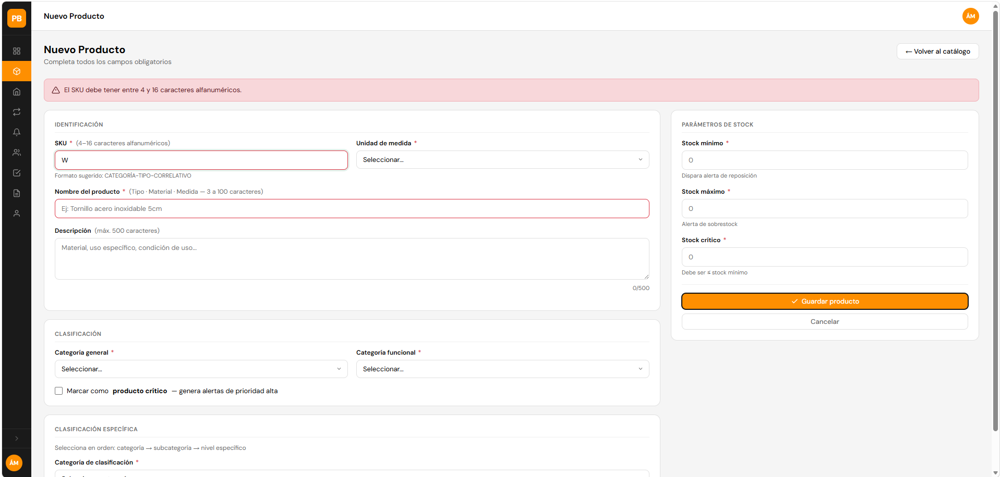 PB
Nuevo Producto
ÁM
Nuevo Producto
Completa todos los campos obligatorios
← Volver al catálogo
El SKU debe tener entre 4 y 16 caracteres alfanuméricos.
IDENTIFICACIÓN
SKU * (4–16 caracteres alfanuméricos)
W
Formato sugerido: CATEGORÍA-TIPO-CORRELATIVO
Unidad de medida *
Seleccionar...
Nombre del producto * (Tipo · Material · Medida — 3 a 100 caracteres)
Ej: Tornillo acero inoxidable 5cm
Descripción (máx. 500 caracteres)
Material, uso específico, condición de uso...
0/500
PARÁMETROS DE STOCK
Stock mínimo *
0
Dispara alerta de reposición
Stock máximo *
0
Alerta de sobrestock
Stock crítico *
0
Debe ser ≤ stock mínimo
✓ Guardar producto
Cancelar
CLASIFICACIÓN
Categoría general *
Seleccionar...
Categoría funcional *
Seleccionar...
Marcar como producto crítico — genera alertas de prioridad alta
CLASIFICACIÓN ESPECÍFICA
Selecciona en orden: categoría → subcategoría → nivel específico
Categoría de clasificación *
ÁM